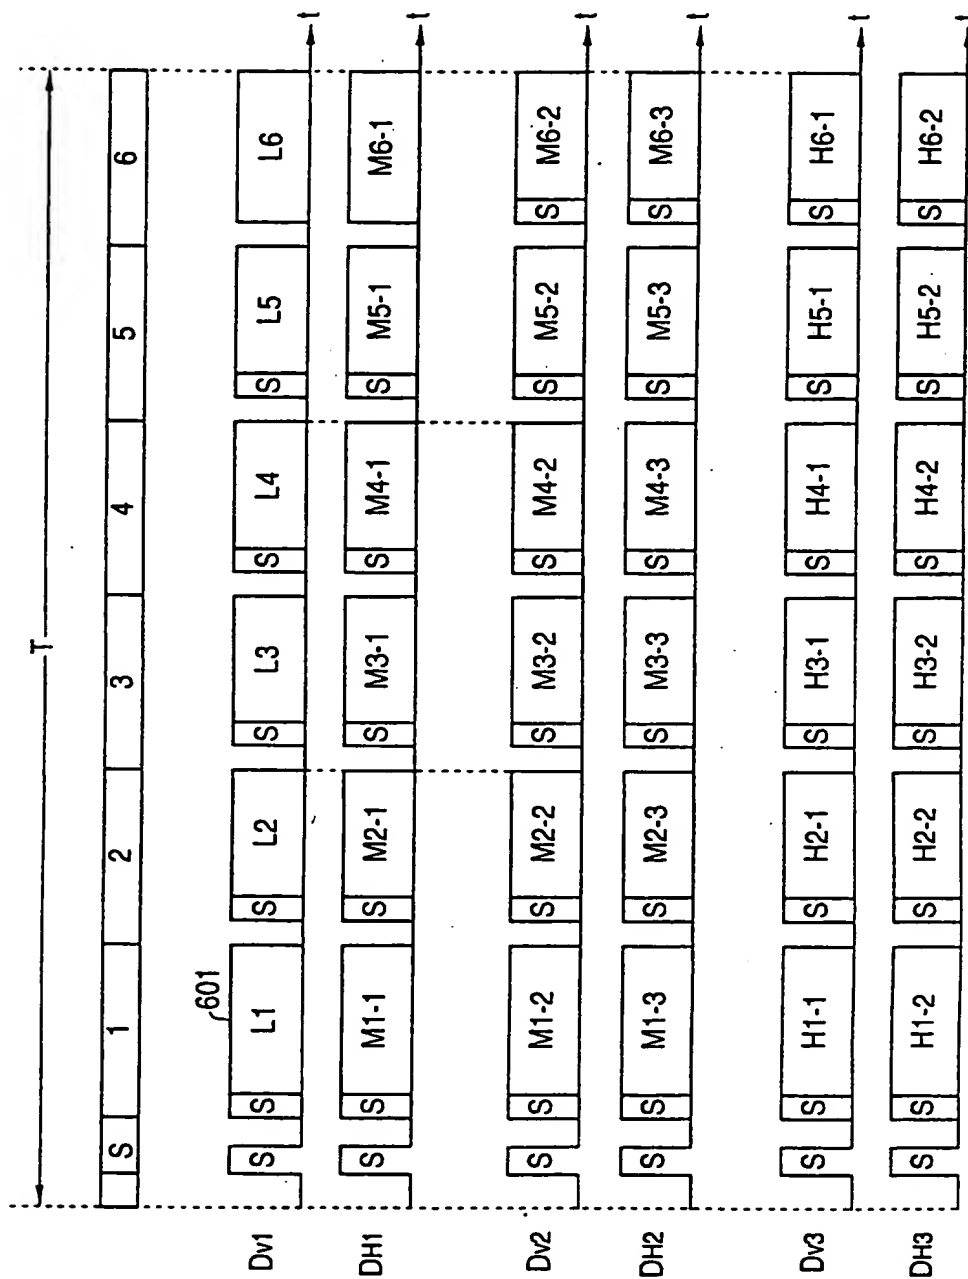 T
S 1 2 3 4 5 6
601
Dv1 S S L1 S L2 S L3 S L4 S L5 L6 t
DH1 S S M1-1 S M2-1 S M3-1 S M4-1 S M5-1 M6-1 t
Dv2 S S M1-2 S M2-2 S M3-2 S M4-2 S M5-2 S M6-2 t
DH2 S S M1-3 S M2-3 S M3-3 S M4-3 S M5-3 S M6-3 t
Dv3 S S H1-1 S H2-1 S H3-1 S H4-1 S H5-1 S H6-1 t
DH3 S S H1-2 S H2-2 S H3-2 S H4-2 S H5-2 S H6-2 t